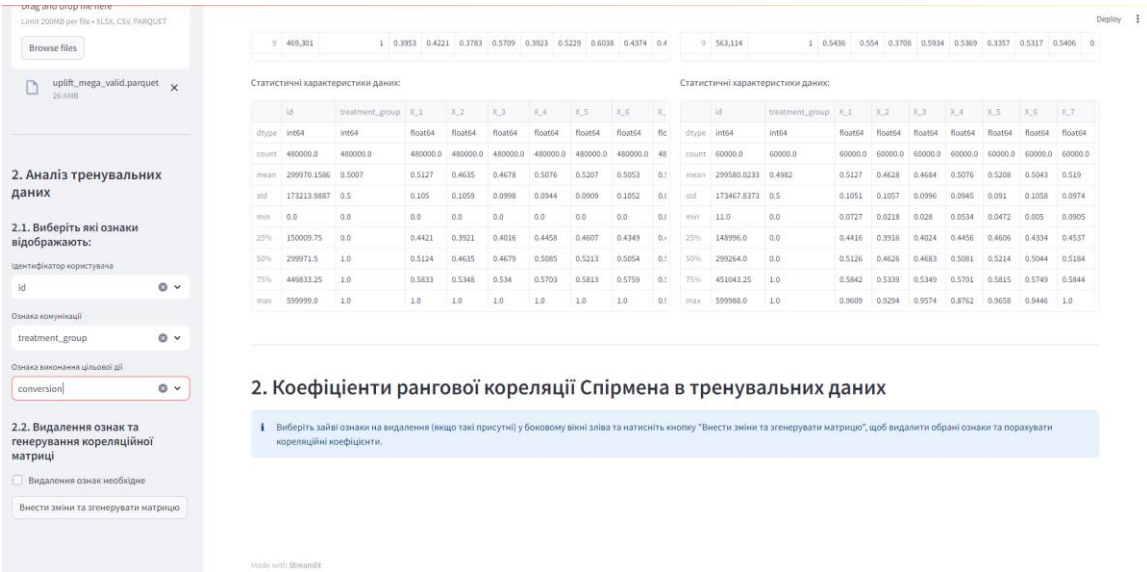 Drag and drop file here
Limit 200MB per file • XLSX, CSV, PARQUET
Browse files
uplift_mega_valid.parquet
26.6MB
2. Аналіз тренувальних
даних
2.1. Виберіть які ознаки
відображають:
Ідентифікатор користувача
id
Ознака комунікації
treatment_group
Ознака виконання цільової дії
conversion
2.2. Видалення ознак та
генерування кореляційної
матриці
Видалення ознак необхідне
Внести зміни та згенерувати матрицю
Deploy
9 469,301 1 0.3953 0.4221 0.3783 0.5709 0.3923 0.5229 0.6038 0.4374 0.4
Статистичні характеристики даних:
id treatment_group X_1 X_2 X_3 X_4 X_5 X_6 X_
dtype int64 int64 float64 float64 float64 float64 float64 float64 flo
count 480000.0 480000.0 480000.0 480000.0 480000.0 480000.0 480000.0 480000.0 48
mean 299970.1586 0.5007 0.5127 0.4635 0.4678 0.5076 0.5207 0.5053 0.5
std 173213.9887 0.5 0.105 0.1059 0.0998 0.0944 0.0909 0.1052 0.0
min 0.0 0.0 0.0 0.0 0.0 0.0 0.0 0.0 0.0
25% 150009.75 0.0 0.4421 0.3921 0.4016 0.4458 0.4607 0.4349 0.4
50% 299971.5 1.0 0.5124 0.4635 0.4679 0.5085 0.5213 0.5054 0.5
75% 449833.25 1.0 0.5833 0.5348 0.534 0.5703 0.5813 0.5759 0.5
max 599999.0 1.0 1.0 1.0 1.0 1.0 1.0 1.0 0.9
9 563,114 1 0.5436 0.554 0.3708 0.5934 0.5369 0.3357 0.5317 0.5406 0
Статистичні характеристики даних:
id treatment_group X_1 X_2 X_3 X_4 X_5 X_6 X_7
dtype int64 int64 float64 float64 float64 float64 float64 float64 float64
count 60000.0 60000.0 60000.0 60000.0 60000.0 60000.0 60000.0 60000.0 60000.0
mean 299580.0233 0.4982 0.5127 0.4628 0.4684 0.5076 0.5208 0.5043 0.519
std 173467.8373 0.5 0.1051 0.1057 0.0996 0.0945 0.091 0.1058 0.0974
min 11.0 0.0 0.0727 0.0218 0.028 0.0534 0.0472 0.005 0.0905
25% 148996.0 0.0 0.4416 0.3916 0.4024 0.4456 0.4606 0.4334 0.4537
50% 299264.0 0.0 0.5126 0.4626 0.4683 0.5081 0.5214 0.5044 0.5184
75% 451043.25 1.0 0.5842 0.5339 0.5349 0.5701 0.5815 0.5749 0.5844
max 599988.0 1.0 0.9609 0.9294 0.9574 0.8762 0.9658 0.9446 1.0
2. Коефіцієнти рангової кореляції Спірмена в тренувальних даних
Виберіть зайві ознаки на видалення (якщо такі присутні) у боковому вікні зліва та натисніть кнопку "Внести зміни та згенерувати матрицю", щоб видалити обрані ознаки та порахувати
кореляційні коефіцієнти.
Made with Streamlit